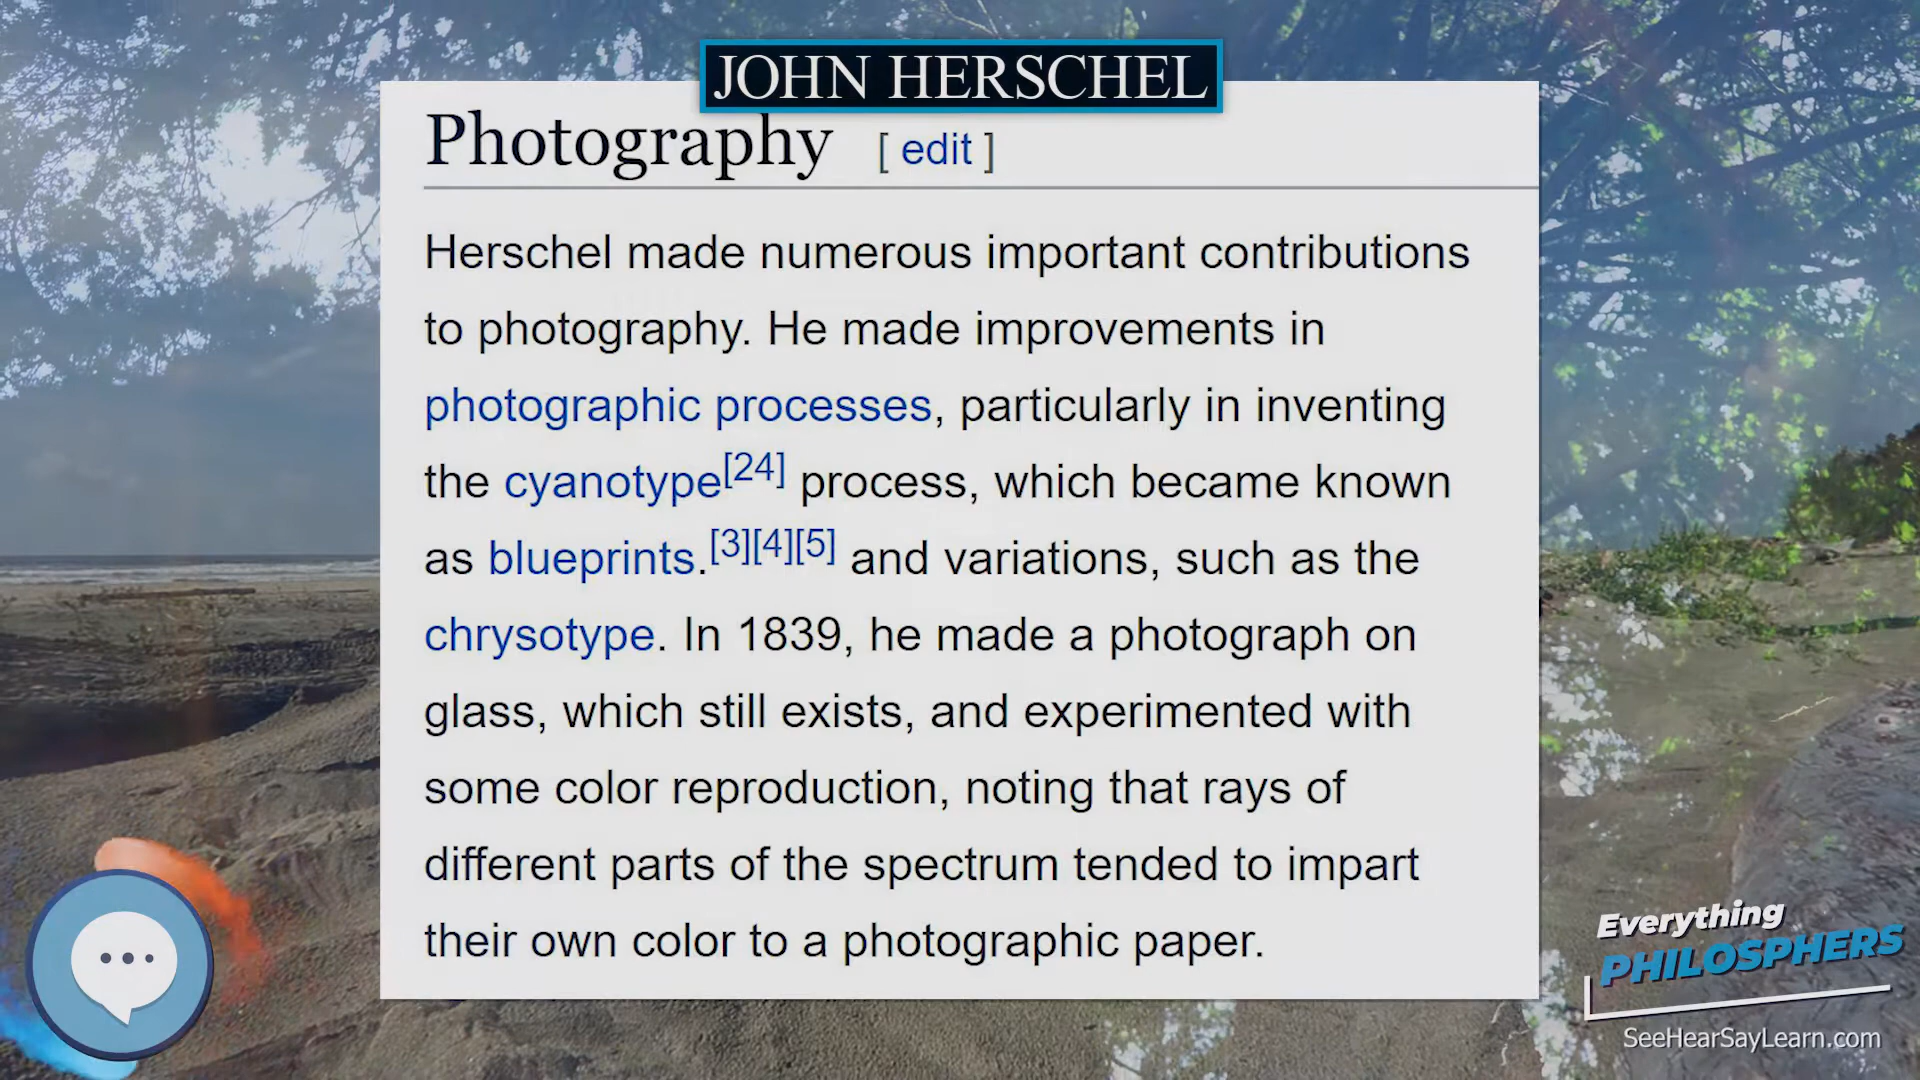 JOHN HERSCHEL
Photography [ edit ]
Herschel made numerous important contributions
to photography. He made improvements in
photographic processes, particularly in inventing
the cyanotype[24] process, which became known
as blueprints.[3][4][5] and variations, such as the
chrysotype. In 1839, he made a photograph on
glass, which still exists, and experimented with
some color reproduction, noting that rays of
different parts of the spectrum tended to impart
their own color to a photographic paper.
Everything
PHILOSPHERS
SeeHearSayLearn.com